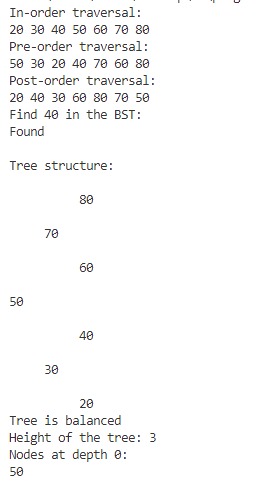 In-order traversal:
20 30 40 50 60 70 80
Pre-order traversal:
50 30 20 40 70 60 80
Post-order traversal:
20 40 30 60 80 70 50
Find 40 in the BST:
Found
Tree structure:
80
70
60
50
40
30
20
Tree is balanced
Height of the tree: 3
Nodes at depth 0:
50